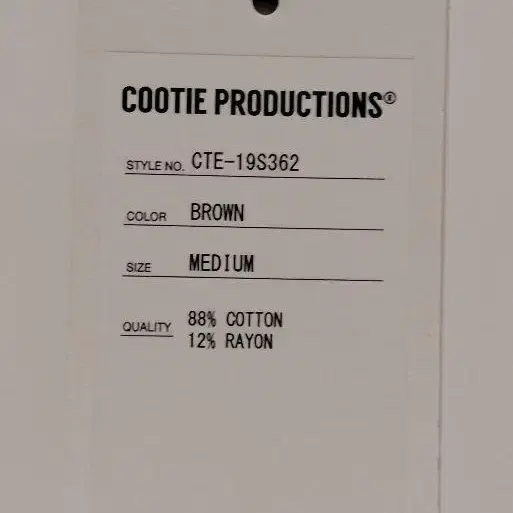 COOTIE PRODUCTIONS®
STYLE NO. CTE-19S362
COLOR BROWN
SIZE MEDIUM
QUALITY 88% COTTON
12% RAYON